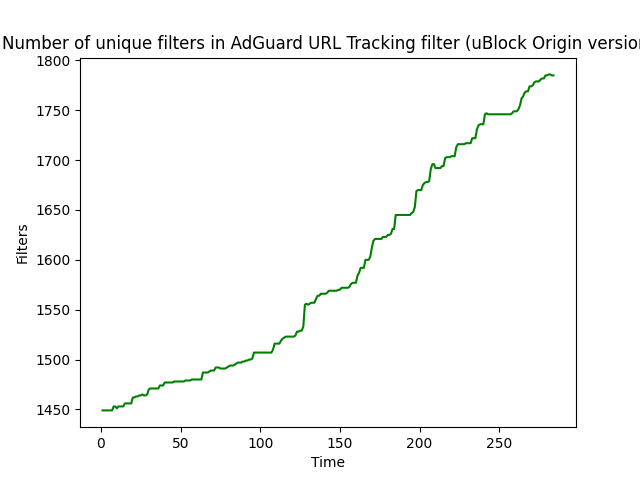 Number of unique filters in AdGuard URL Tracking filter (uBlock Origin version
1800
1750
1700
1650
1600
1550
1500
1450
Filters
0 50 100 150 200 250
Time